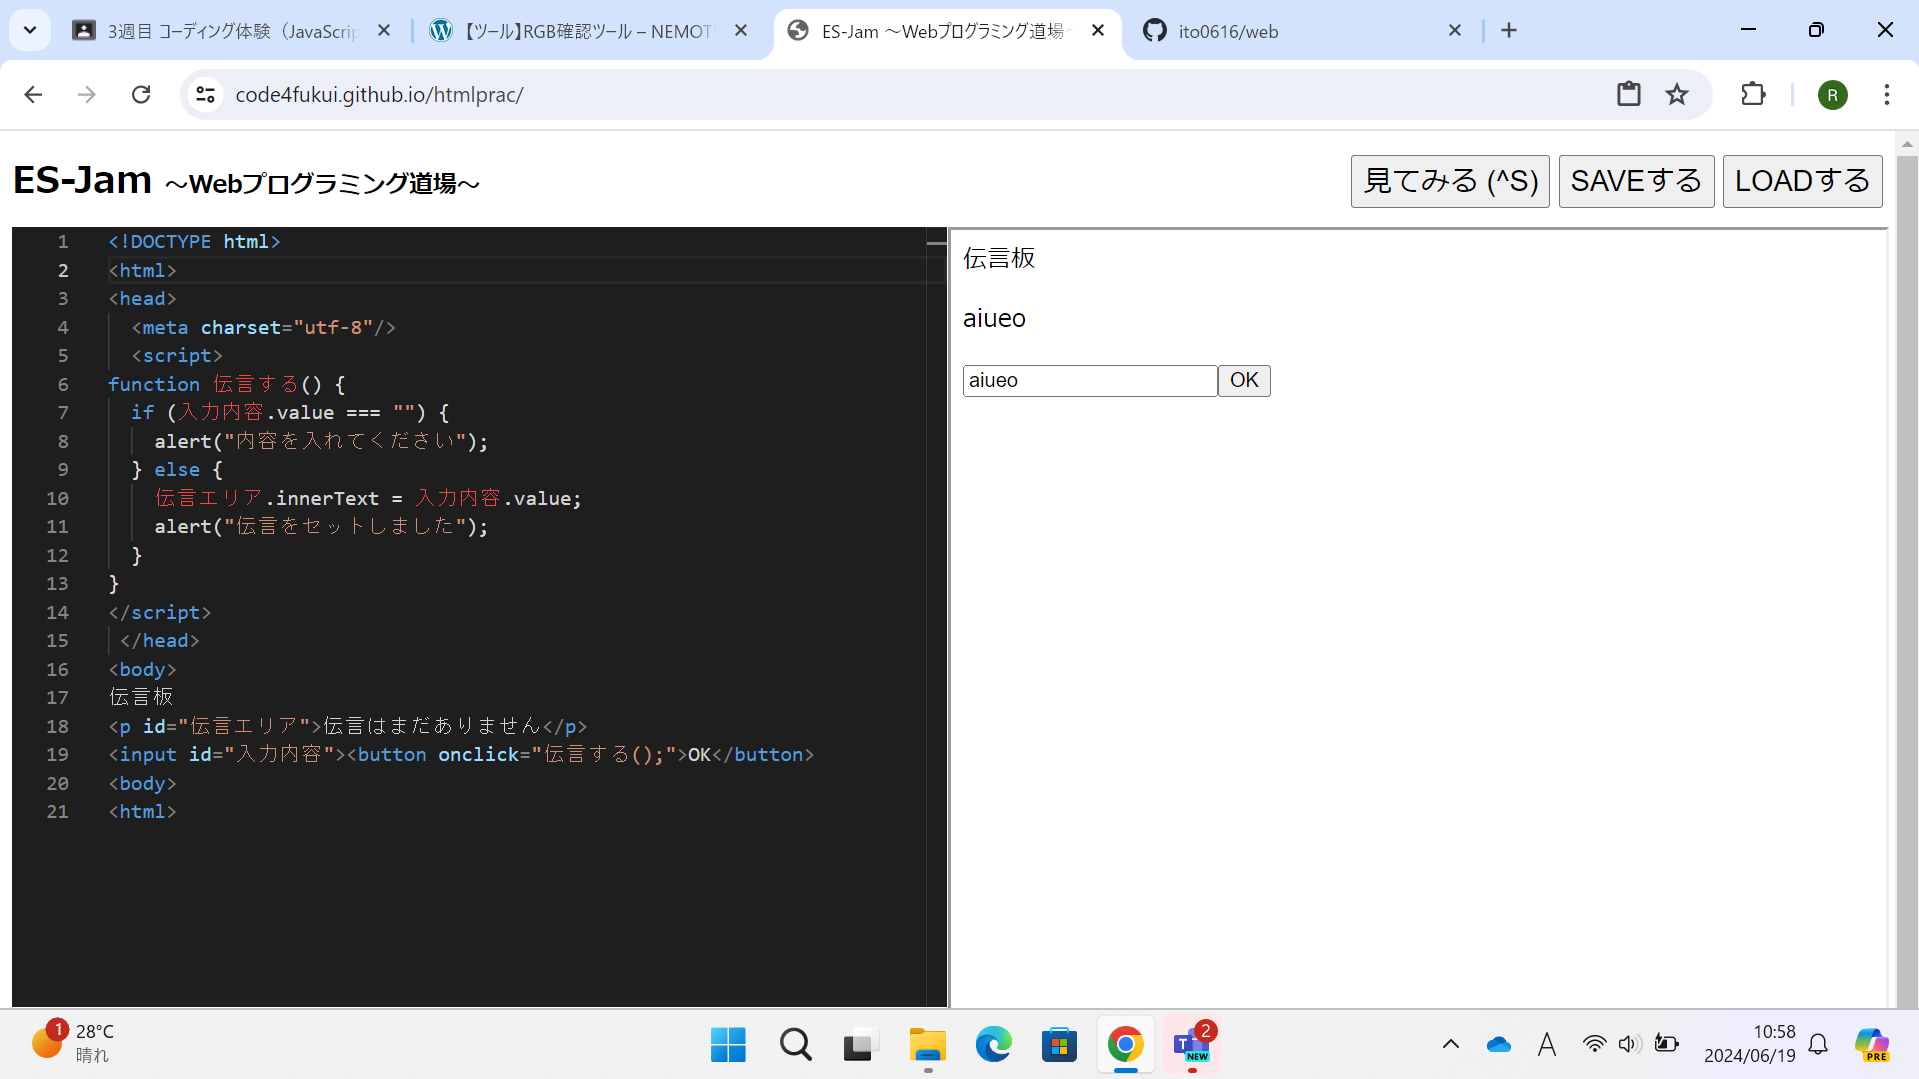 3週目 コーディング体験（JavaScrip
【ツール】RGB確認ツール – NEMOT
ES-Jam ～Webプログラミング道場～
ito0616/web
code4fukui.github.io/htmlprac/
R
ES-Jam ～Webプログラミング道場～
見てみる (^S)
SAVEする
LOADする
1 <!DOCTYPE html>
2 <html>
3 <head>
4 <meta charset="utf-8"/>
5 <script>
6 function 伝言する() {
7 if (入力内容.value === "") {
8 alert("内容を入れてください");
9 } else {
10 伝言エリア.innerText = 入力内容.value;
11 alert("伝言をセットしました");
12 }
13 }
14 </script>
15 </head>
16 <body>
17 伝言板
18 <p id="伝言エリア">伝言はまだありません</p>
19 <input id="入力内容"><button onclick="伝言する();">OK</button>
20 <body>
21 <html>
伝言板
aiueo
aiueo
OK
1
28°C
晴れ
2
T
NEW
A
10:58
2024/06/19
PRE